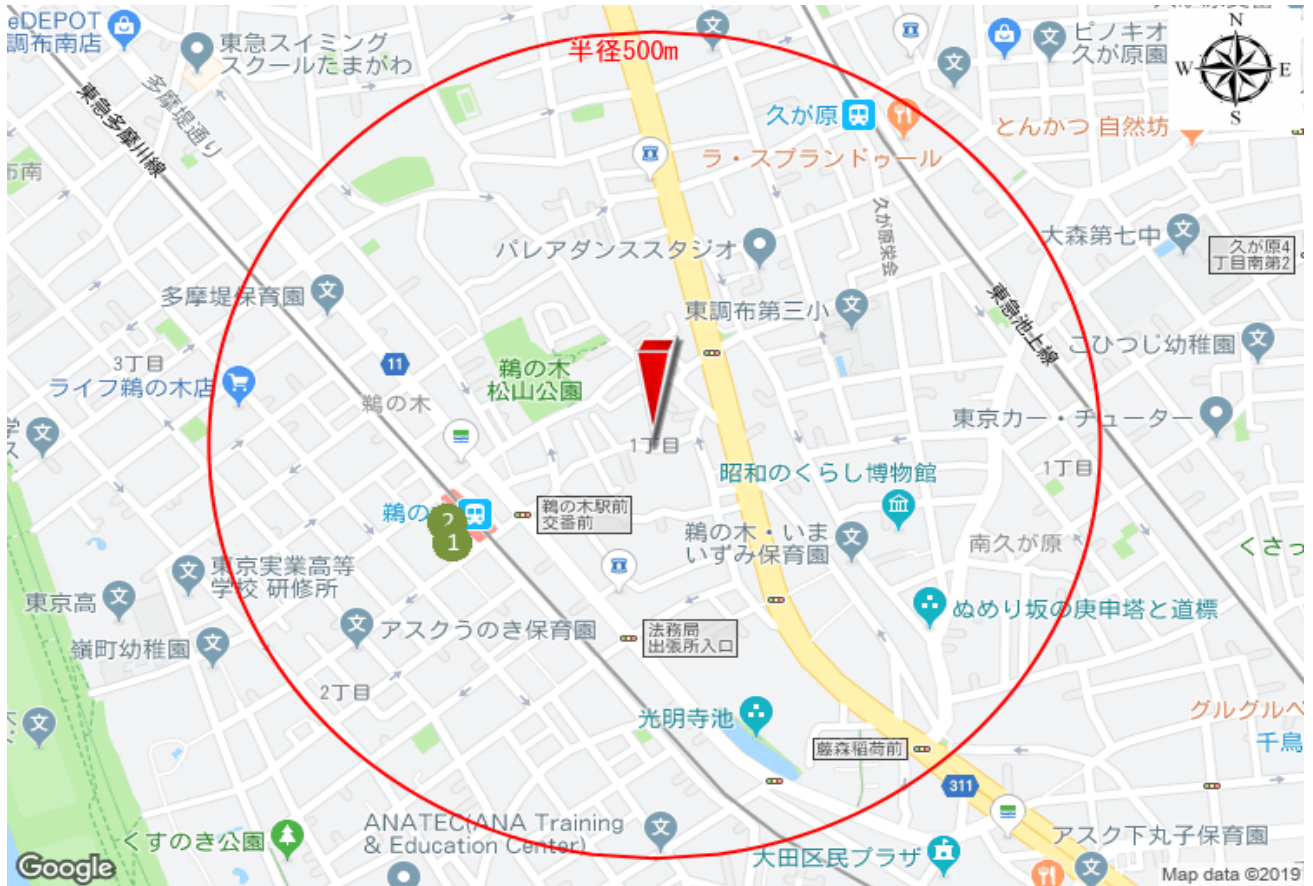 eDEPOT
調布南店
東急スイミング
スクールたまがわ
半径500m
ピノキオ
久が原園
N
W
E
S
多摩堤通り
東急多摩川線
久が原
とんかつ 自然坊
ラ・スブランドゥール
布南
久が原栄会
大森第七中
久が原4
丁目南第2
パレアダンススタジオ
多摩堤保育園
東調布第三小
東急池上線
こひつじ幼稚園
3丁目
11
鵜の木
松山公園
ライフ鵜の木店
鵜の木
東京カー・チューター
1丁目
1丁目
昭和のくらし博物館
鵜の
2
1
鵜の木駅前
交番前
鵜の木・いま
いずみ保育園
南久が原
くさっ
東京実業高等
学校 研修所
東京高
アスクうのき保育園
ぬめり坂の庚申塔と道標
嶺町幼稚園
法務局
出張所入口
2丁目
光明寺池
グルグルベ
千鳥
藤森稲荷前
311
くすのき公園
ANATEC(ANA Training
& Education Center)
大田区民プラザ
アスク下丸子保育園
Google
Map data ©2019